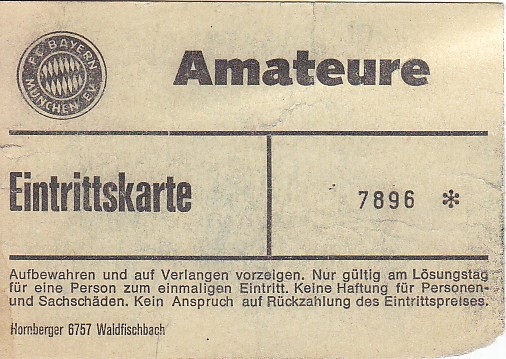 F.C. BAYERN
MÜNCHEN E.V.
Amateure
Eintrittskarte
7896 *
Aufbewahren und auf Verlangen vorzeigen. Nur gültig am Lösungstag
für eine Person zum einmaligen Eintritt. Keine Haftung für Personen-
und Sachschäden. Kein Anspruch auf Rückzahlung des Eintrittspreises.
Hornberger 6757 Waldfischbach